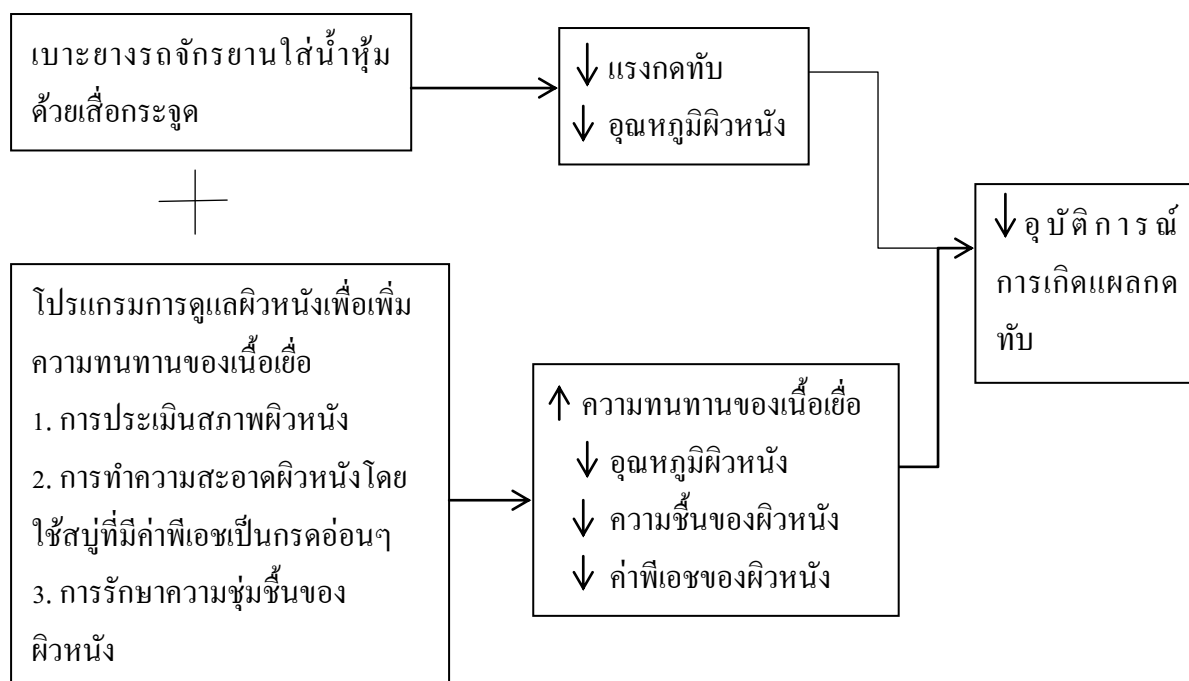 เบาะยางรถจักรยานใส่น้ำหุ้ม
ด้วยเสื่อกระจูด
↓ แรงกดทับ
↓ อุณหภูมิผิวหนัง
↓ อุบัติการณ์
การเกิดแผลกด
ทับ
โปรแกรมการดูแลผิวหนังเพื่อเพิ่ม
ความทนทานของเนื้อเยื่อ
1. การประเมินสภาพผิวหนัง
2. การทำความสะอาดผิวหนังโดย
ใช้สบู่ที่มีค่าพีเอชเป็นกรดอ่อนๆ
3. การรักษาความชุ่มชื้นของ
ผิวหนัง
↑ ความทนทานของเนื้อเยื่อ
↓ อุณหภูมิผิวหนัง
↓ ความชื้นของผิวหนัง
↓ ค่าพีเอชของผิวหนัง